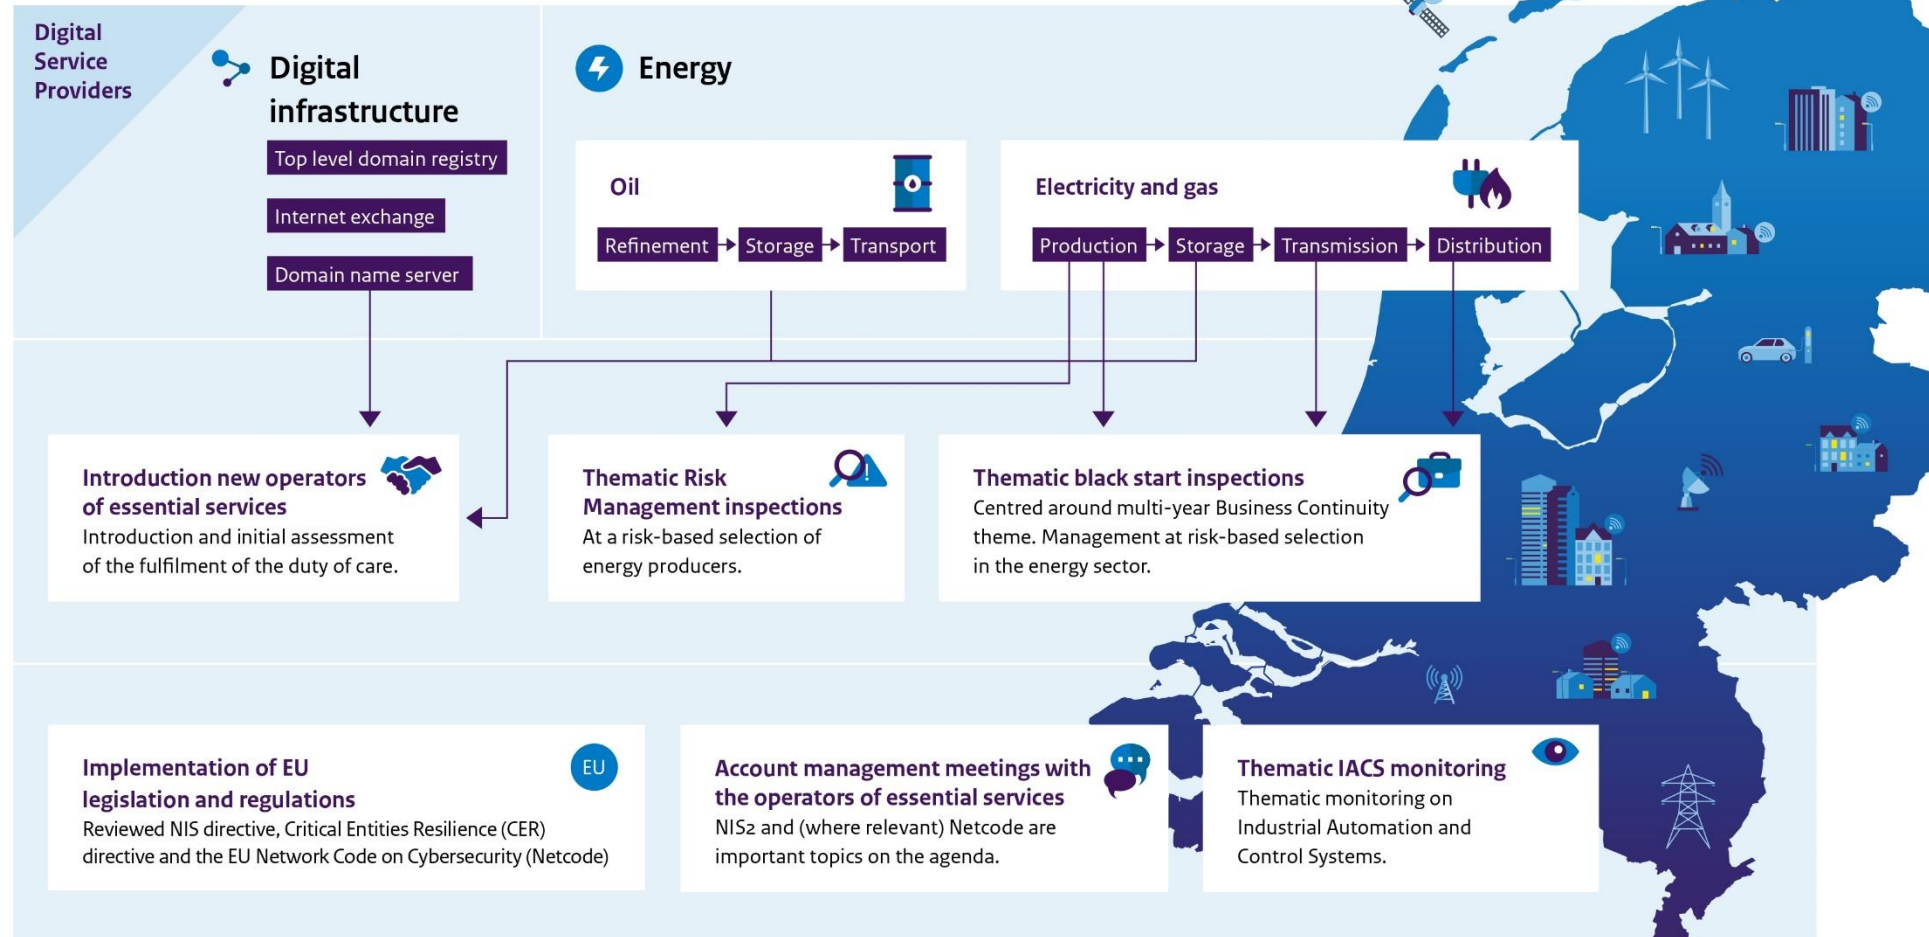 Digital
Service
Providers
Digital
infrastructure
Top level domain registry
Internet exchange
Domain name server
Energy
Oil
Refinement
Storage
Transport
Electricity and gas
Production
Storage
Transmission
Distribution
Introduction new operators
of essential services
Introduction and initial assessment
of the fulfilment of the duty of care.
Thematic Risk
Management inspections
At a risk-based selection of
energy producers.
Thematic black start inspections
Centred around multi-year Business Continuity
theme. Management at risk-based selection
in the energy sector.
Implementation of EU
legislation and regulations
Reviewed NIS directive, Critical Entities Resilience (CER)
directive and the EU Network Code on Cybersecurity (Netcode)
EU
Account management meetings with
the operators of essential services
NIS2 and (where relevant) Netcode are
important topics on the agenda.
Thematic IACS monitoring
Thematic monitoring on
Industrial Automation and
Control Systems.